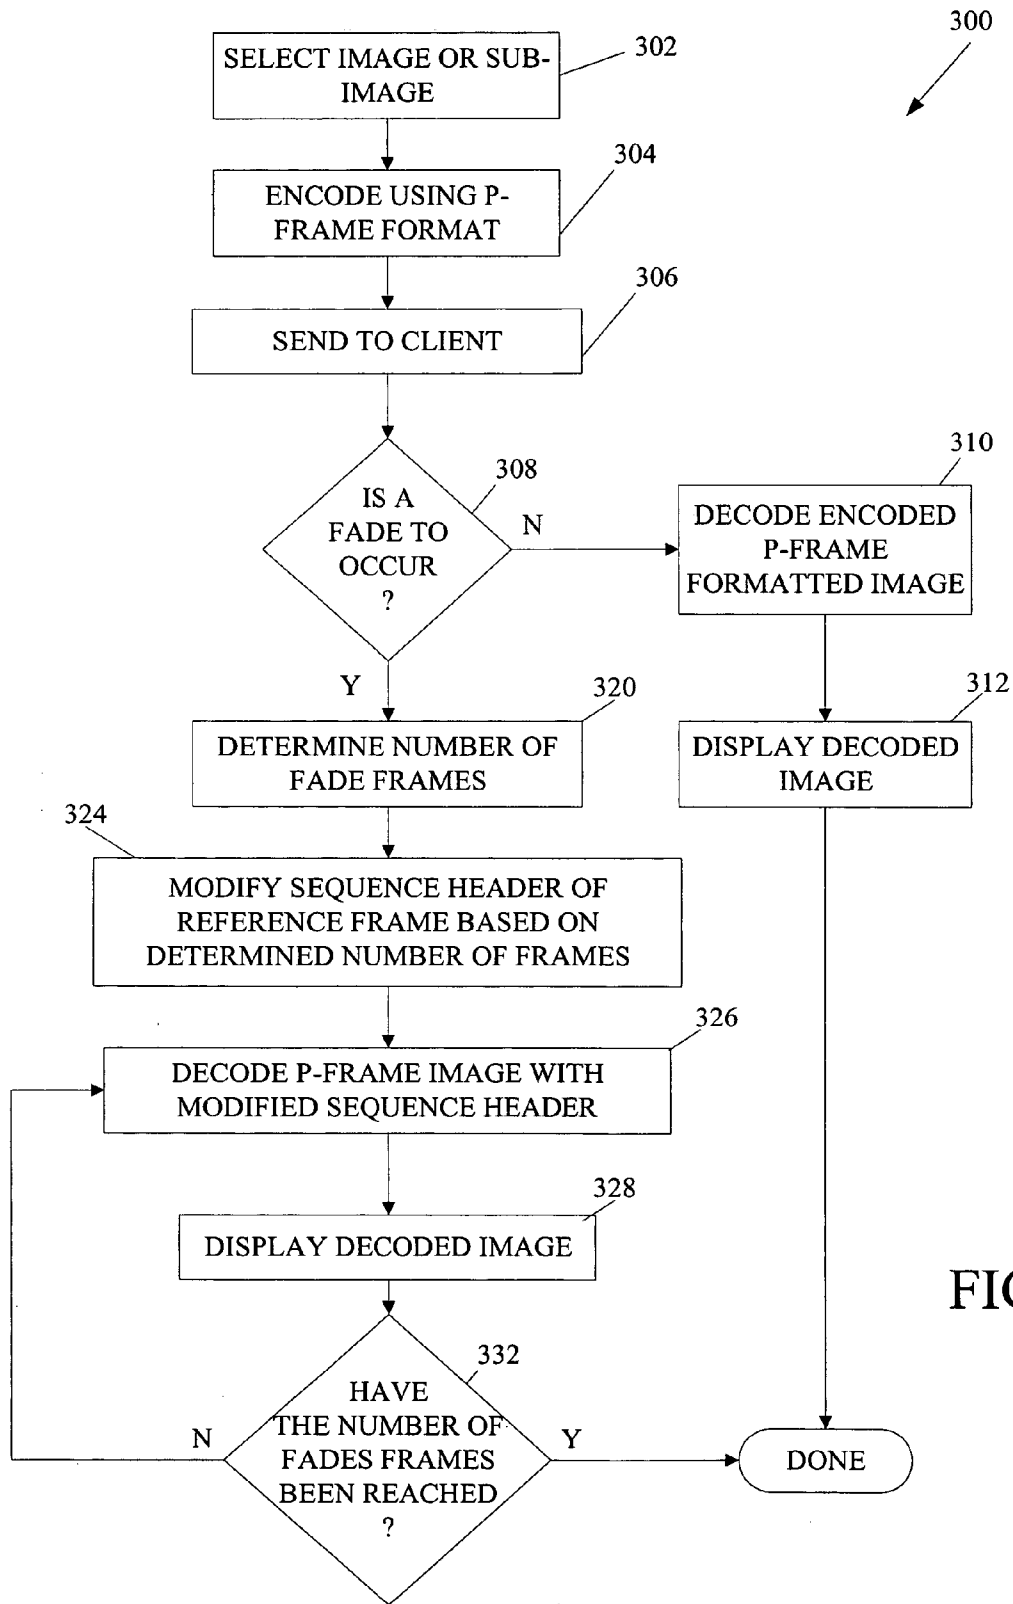 300
SELECT IMAGE OR SUB-
IMAGE
302
ENCODE USING P-
FRAME FORMAT
304
SEND TO CLIENT
306
IS A
FADE TO
OCCUR
?
308
N
Y
310
DECODE ENCODED
P-FRAME
FORMATTED IMAGE
312
DISPLAY DECODED
IMAGE
320
DETERMINE NUMBER OF
FADE FRAMES
324
MODIFY SEQUENCE HEADER OF
REFERENCE FRAME BASED ON
DETERMINED NUMBER OF FRAMES
326
DECODE P-FRAME IMAGE WITH
MODIFIED SEQUENCE HEADER
328
DISPLAY DECODED IMAGE
332
HAVE
THE NUMBER OF
FADES FRAMES
BEEN REACHED
?
N
Y
DONE